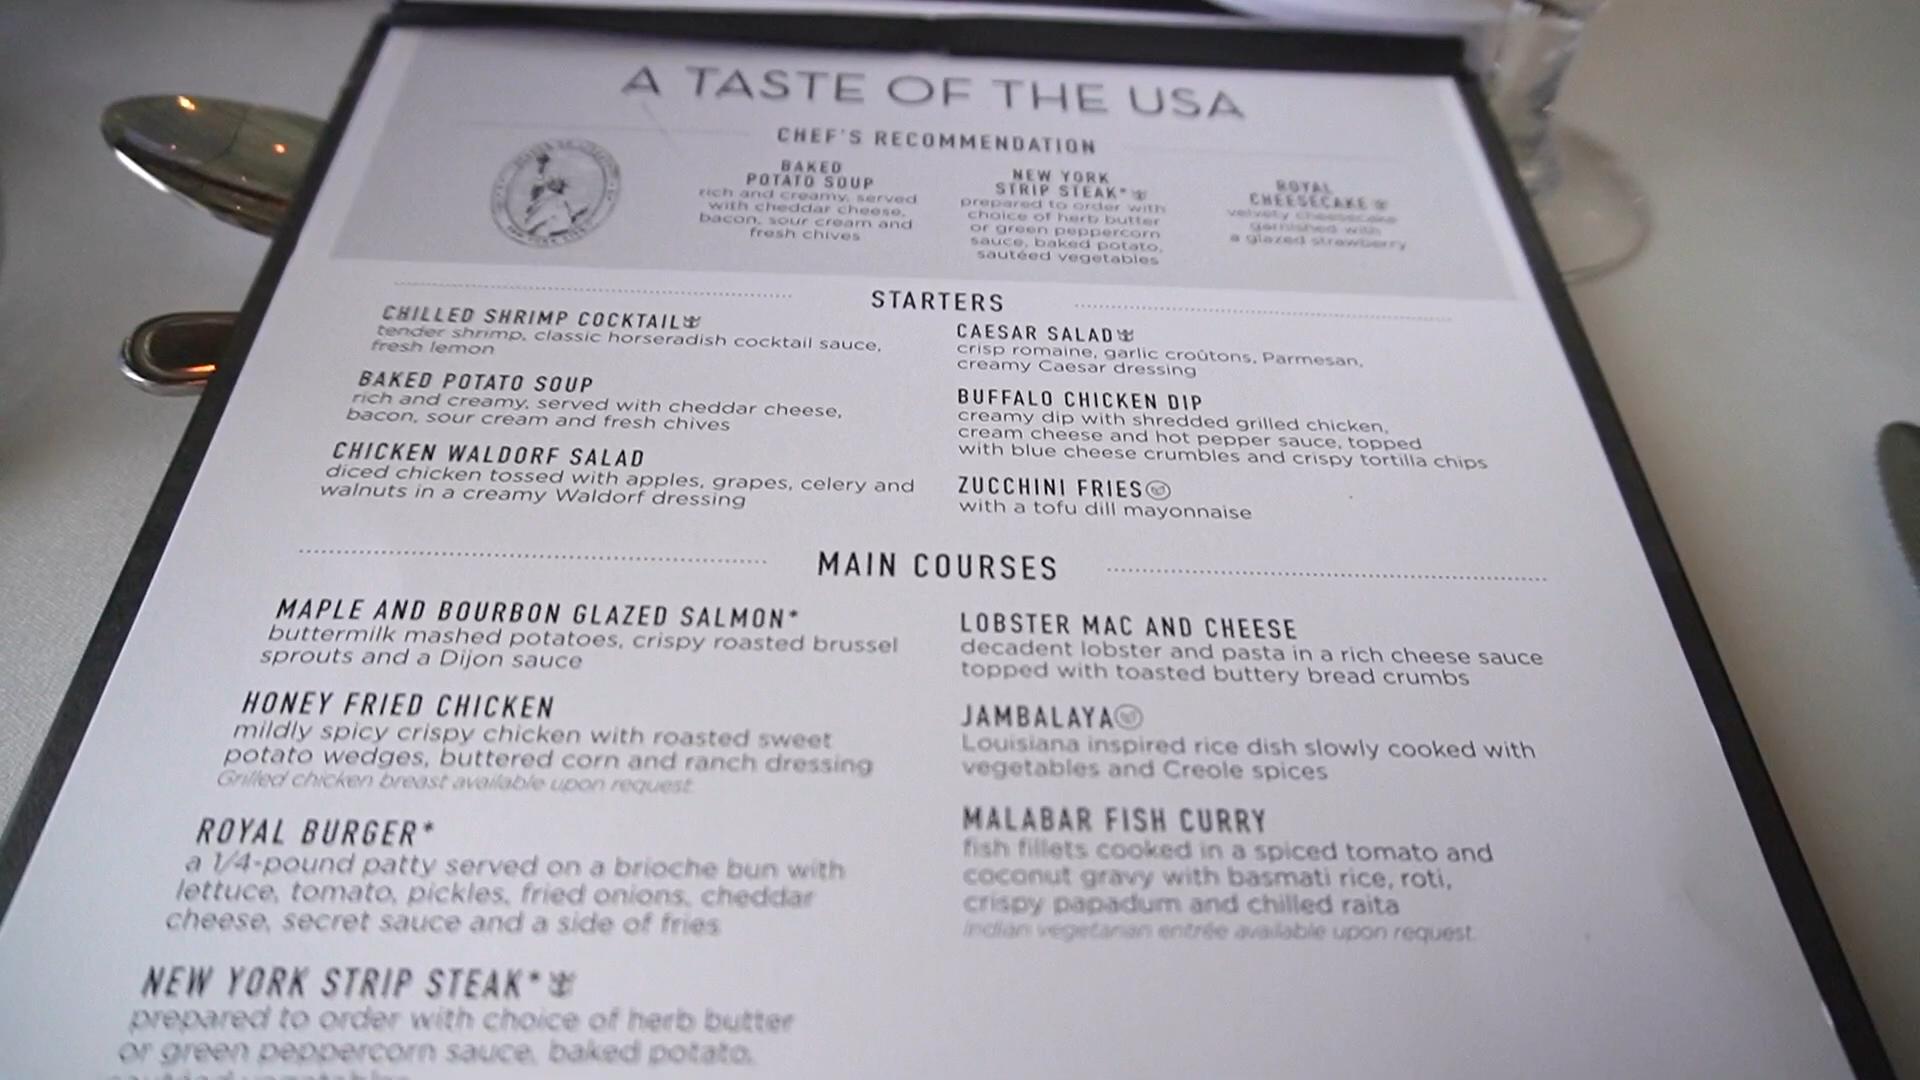 A TASTE OF THE USA
CHEF'S RECOMMENDATION
BAKED
POTATO SOUP
rich and creamy, served
with cheddar cheese,
bacon, sour cream and
fresh chives
NEW YORK
STRIP STEAK*
prepared to order with
choice of herb butter
or green peppercorn
sauce, baked potato,
sautéed vegetables
ROYAL
CHEESECAKE
velvety cheesecake
garnished with
a glazed strawberry
STARTERS
CHILLED SHRIMP COCKTAIL
tender shrimp, classic horseradish cocktail sauce,
fresh lemon
BAKED POTATO SOUP
rich and creamy, served with cheddar cheese,
bacon, sour cream and fresh chives
CHICKEN WALDORF SALAD
diced chicken tossed with apples, grapes, celery and
walnuts in a creamy Waldorf dressing
CAESAR SALAD
crisp romaine, garlic croûtons, Parmesan,
creamy Caesar dressing
BUFFALO CHICKEN DIP
creamy dip with shredded grilled chicken,
cream cheese and hot pepper sauce, topped
with blue cheese crumbles and crispy tortilla chips
ZUCCHINI FRIES
with a tofu dill mayonnaise
MAIN COURSES
MAPLE AND BOURBON GLAZED SALMON*
buttermilk mashed potatoes, crispy roasted brussel
sprouts and a Dijon sauce
HONEY FRIED CHICKEN
mildly spicy crispy chicken with roasted sweet
potato wedges, buttered corn and ranch dressing
Grilled chicken breast available upon request.
ROYAL BURGER*
a 1/4-pound patty served on a brioche bun with
lettuce, tomato, pickles, fried onions, cheddar
cheese, secret sauce and a side of fries
NEW YORK STRIP STEAK*
prepared to order with choice of herb butter
or green peppercorn sauce, baked potato,
sautéed vegetables
LOBSTER MAC AND CHEESE
decadent lobster and pasta in a rich cheese sauce
topped with toasted buttery bread crumbs
JAMBALAYA
Louisiana inspired rice dish slowly cooked with
vegetables and Creole spices
MALABAR FISH CURRY
fish fillets cooked in a spiced tomato and
coconut gravy with basmati rice, roti,
crispy papadum and chilled raita
Indian vegetarian entrée available upon request.